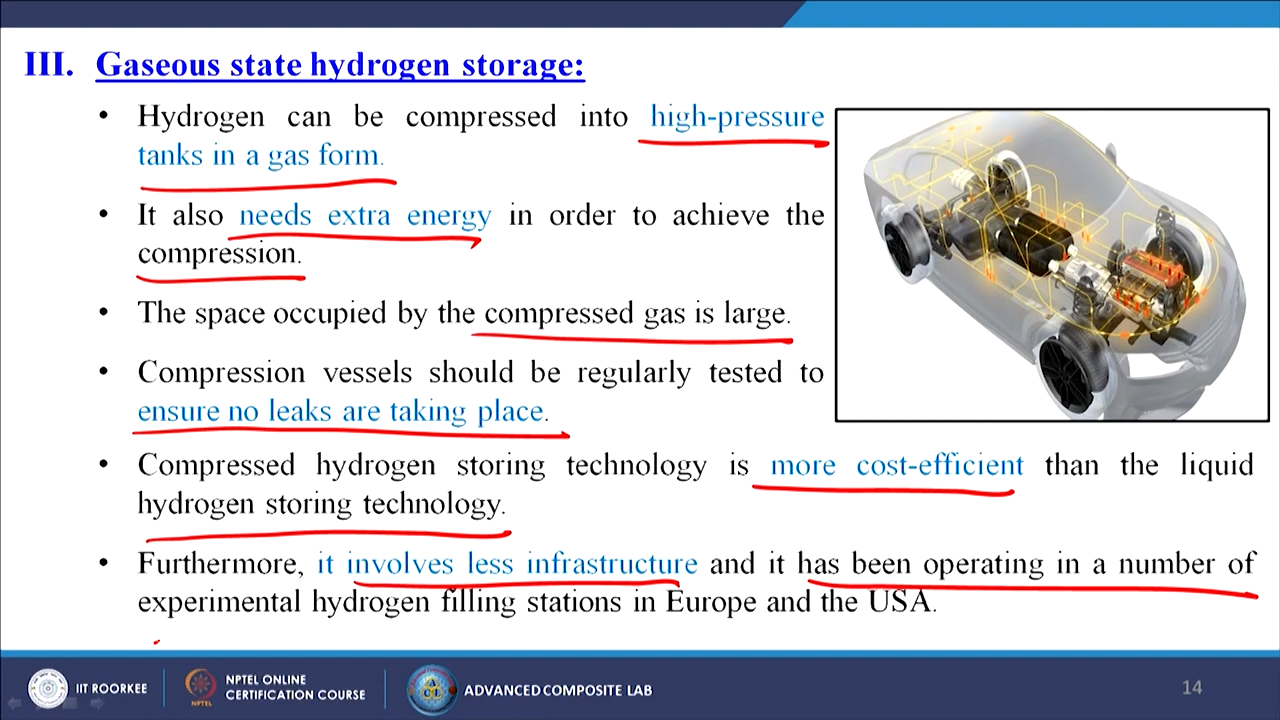 III. Gaseous state hydrogen storage:
• Hydrogen can be compressed into high-pressure
tanks in a gas form.
• It also needs extra energy in order to achieve the
compression.
• The space occupied by the compressed gas is large.
• Compression vessels should be regularly tested to
ensure no leaks are taking place.
• Compressed hydrogen storing technology is more cost-efficient than the liquid
hydrogen storing technology.
• Furthermore, it involves less infrastructure and it has been operating in a number of
experimental hydrogen filling stations in Europe and the USA.
IIT ROORKEE
NPTEL
NPTEL ONLINE
CERTIFICATION COURSE
ACL
ADVANCED COMPOSITE LAB
14